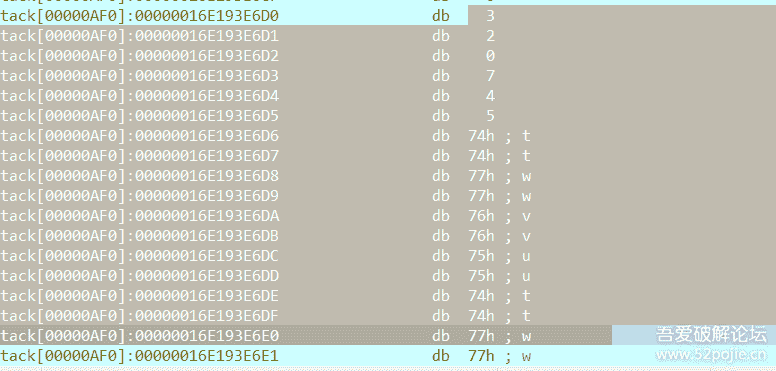 tack[00000AF0]:00000016E193E6D0 db 3
tack[00000AF0]:00000016E193E6D1 db 2
tack[00000AF0]:00000016E193E6D2 db 0
tack[00000AF0]:00000016E193E6D3 db 7
tack[00000AF0]:00000016E193E6D4 db 4
tack[00000AF0]:00000016E193E6D5 db 5
tack[00000AF0]:00000016E193E6D6 db 74h ; t
tack[00000AF0]:00000016E193E6D7 db 74h ; t
tack[00000AF0]:00000016E193E6D8 db 77h ; w
tack[00000AF0]:00000016E193E6D9 db 77h ; w
tack[00000AF0]:00000016E193E6DA db 76h ; v
tack[00000AF0]:00000016E193E6DB db 76h ; v
tack[00000AF0]:00000016E193E6DC db 75h ; u
tack[00000AF0]:00000016E193E6DD db 75h ; u
tack[00000AF0]:00000016E193E6DE db 74h ; t
tack[00000AF0]:00000016E193E6DF db 74h ; t
tack[00000AF0]:00000016E193E6E0 db 77h ; w
tack[00000AF0]:00000016E193E6E1 db 77h ; w
吾爱破解论坛
www.52pojie.cn